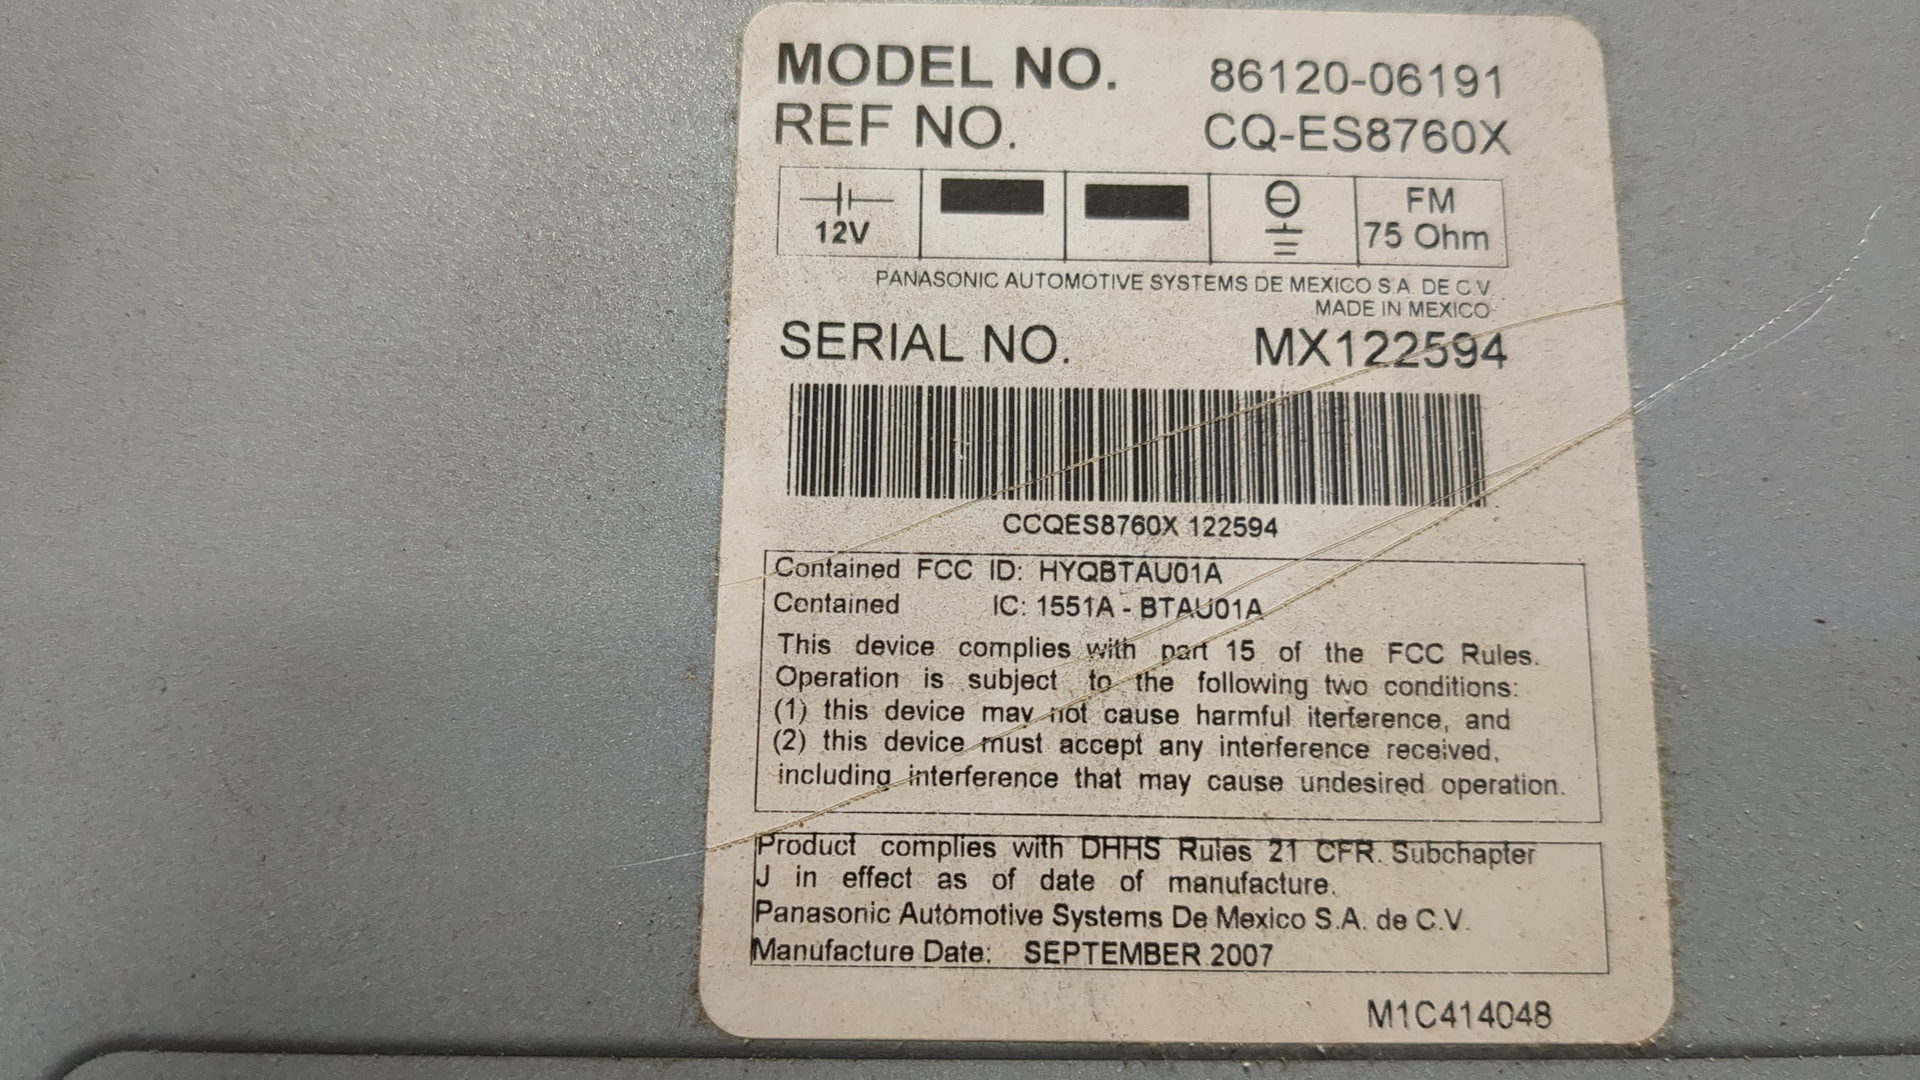 MODEL NO. 86120-06191
REF NO. CQ-ES8760X
12V
FM
75 Ohm
PANASONIC AUTOMOTIVE SYSTEMS DE MEXICO S.A. DE C.V.
MADE IN MEXICO
SERIAL NO. MX122594
CCQES8760X 122594
Contained FCC ID: HYQBTAU01A
Contained IC: 1551A - BTAU01A
This device complies with part 15 of the FCC Rules.
Operation is subject to the following two conditions:
(1) this device may not cause harmful iterference, and
(2) this device must accept any interference received,
including interference that may cause undesired operation.
Product complies with DHHS Rules 21 CFR. Subchapter
J in effect as of date of manufacture.
Panasonic Automotive Systems De Mexico S.A. de C.V.
Manufacture Date: SEPTEMBER 2007
M1C414048